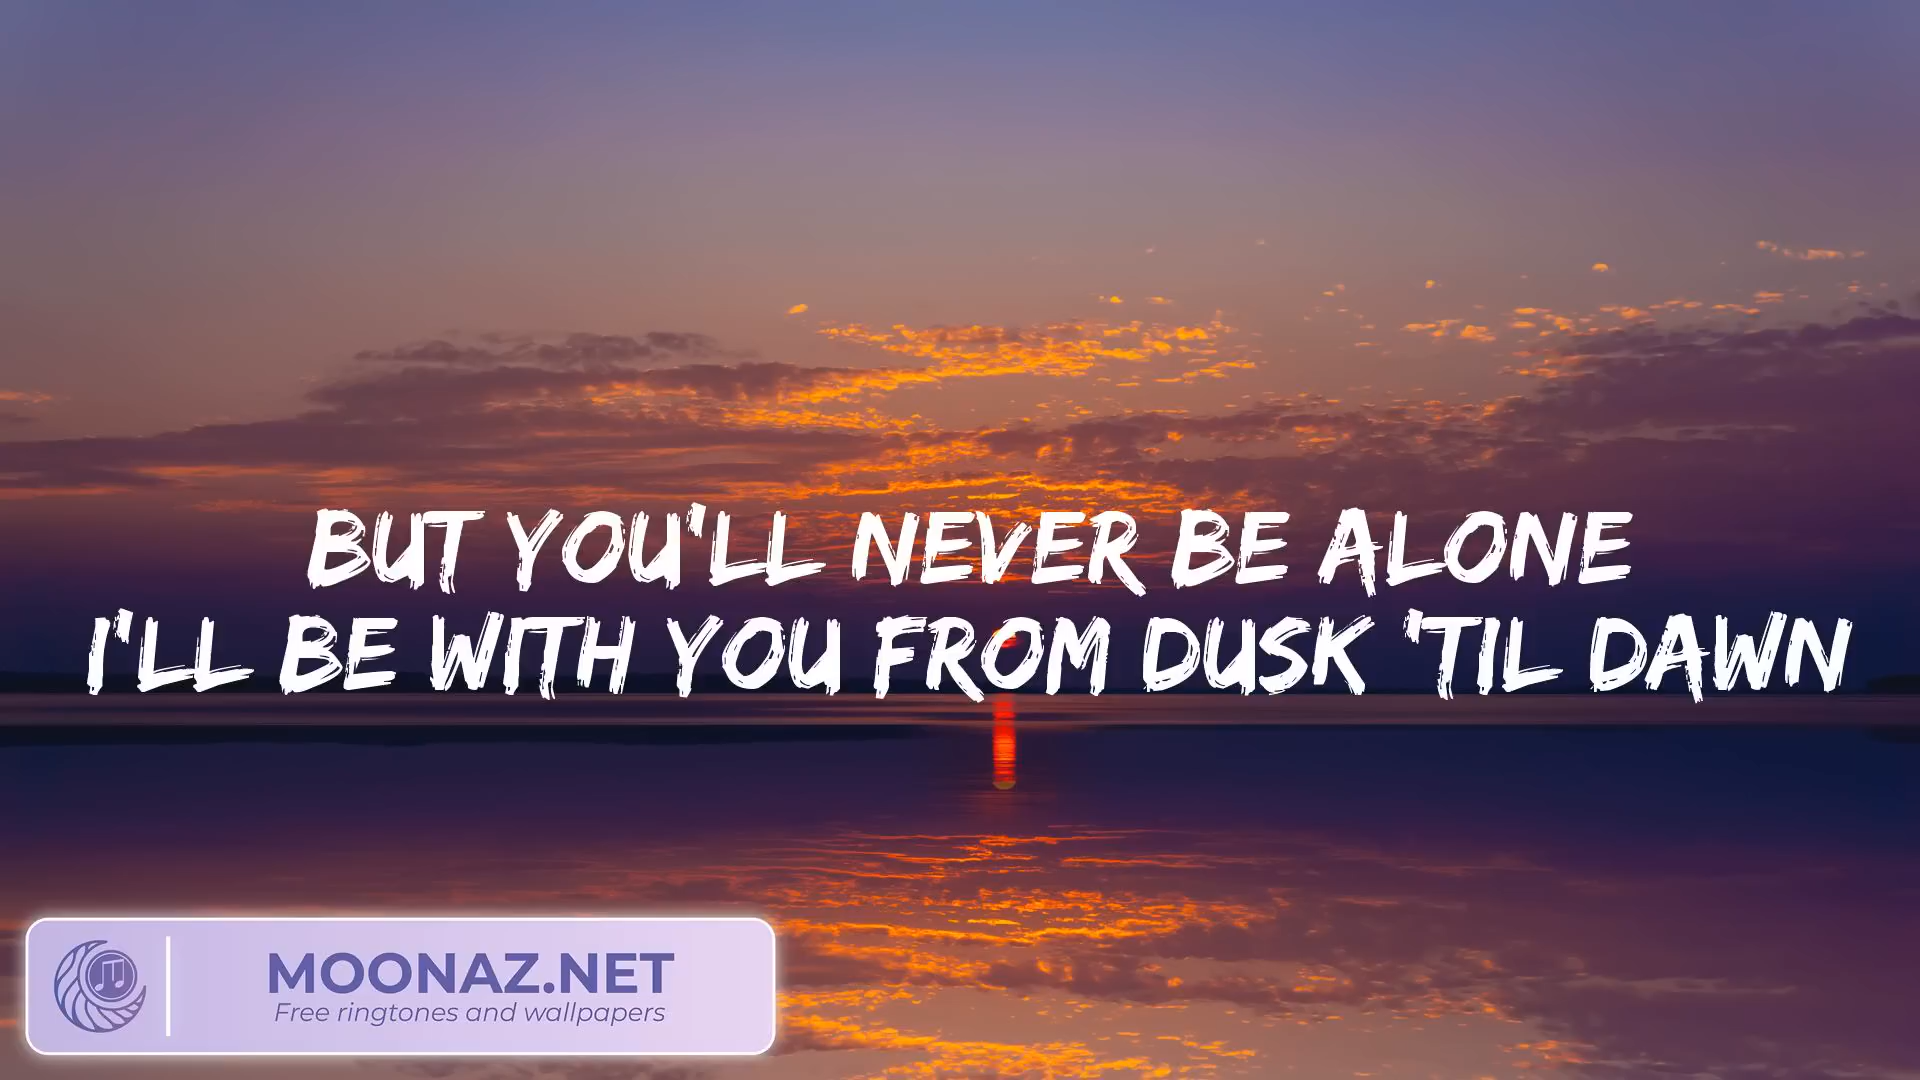 BUT YOU'LL NEVER BE ALONE
I'LL BE WITH YOU FROM DUSK 'TIL DAWN
MOONAZ.NET
Free ringtones and wallpapers